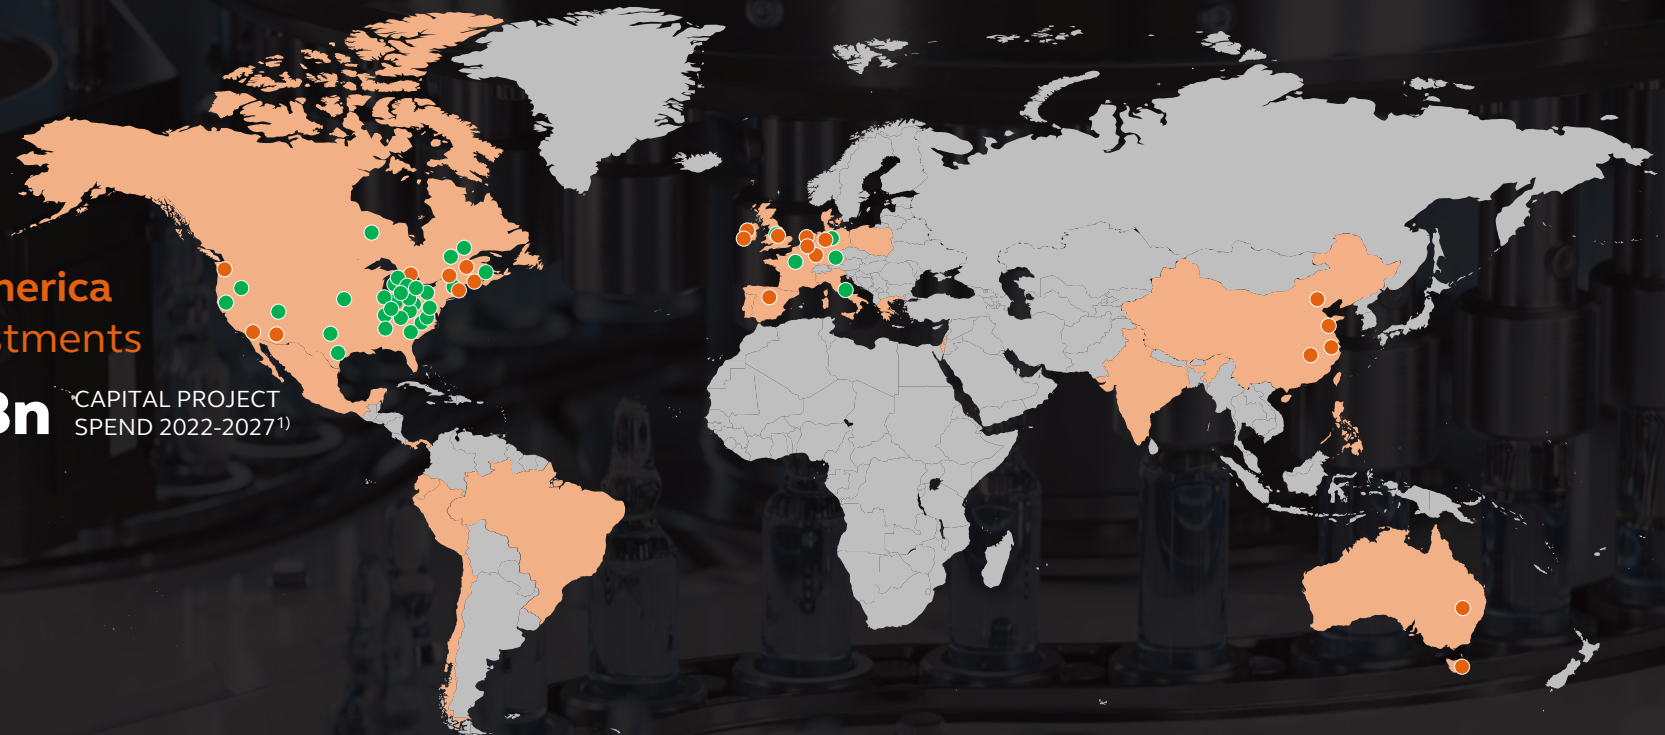 nerica
stments
3n
CAPITAL PROJECT
SPEND 2022-2027¹⁾